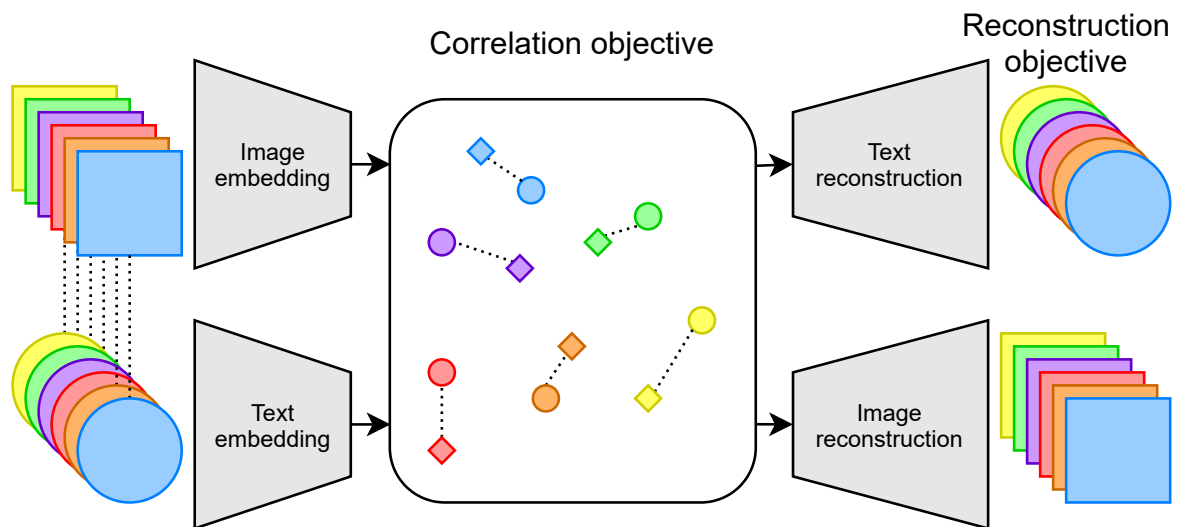 Correlation objective
Reconstruction
objective
Image
embedding
Text
reconstruction
Text
embedding
Image
reconstruction